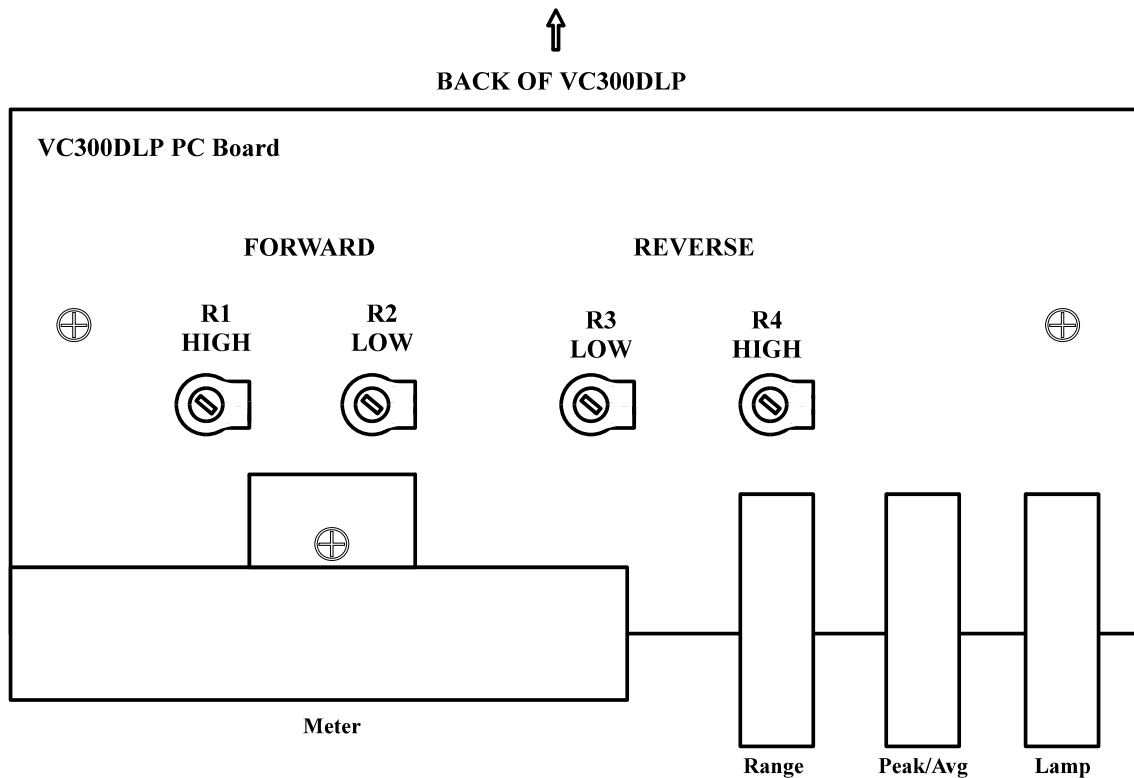 BACK OF VC300DLP
VC300DLP PC Board
FORWARD
REVERSE
R1
HIGH
R2
LOW
R3
LOW
R4
HIGH
Meter
Range
Peak/Avg
Lamp